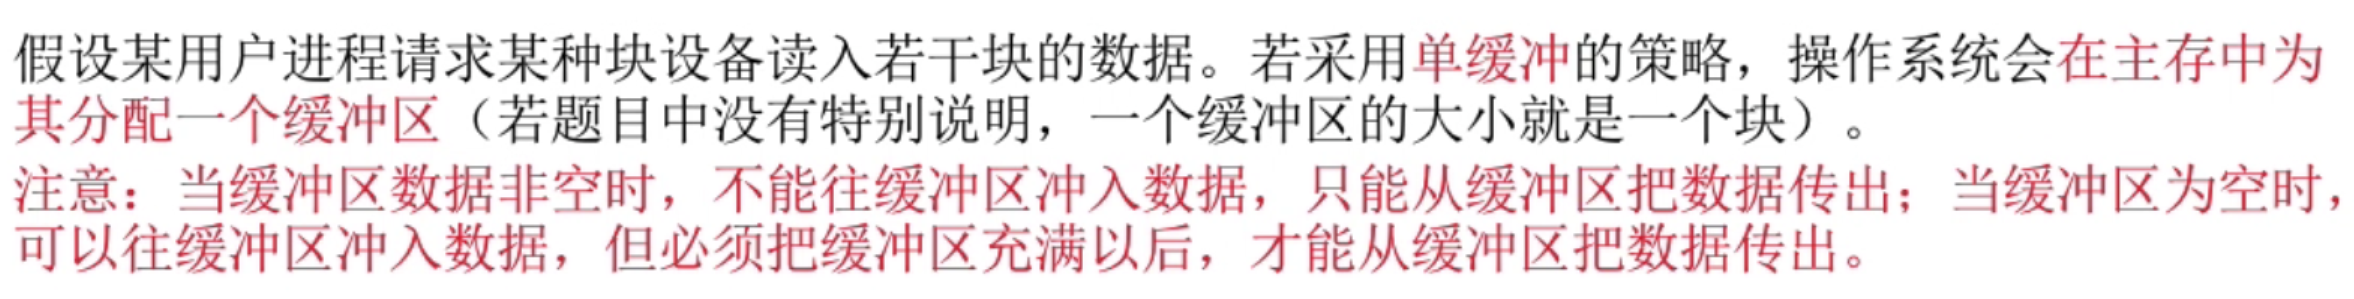 假设某用户进程请求某种块设备读入若干块的数据。若采用单缓冲的策略，操作系统会在主存中为
其分配一个缓冲区（若题目中没有特别说明，一个缓冲区的大小就是一个块）。
注意：当缓冲区数据非空时，不能往缓冲区冲入数据，只能从缓冲区把数据传出；当缓冲区为空时，
可以往缓冲区冲入数据，但必须把缓冲区充满以后，才能从缓冲区把数据传出。